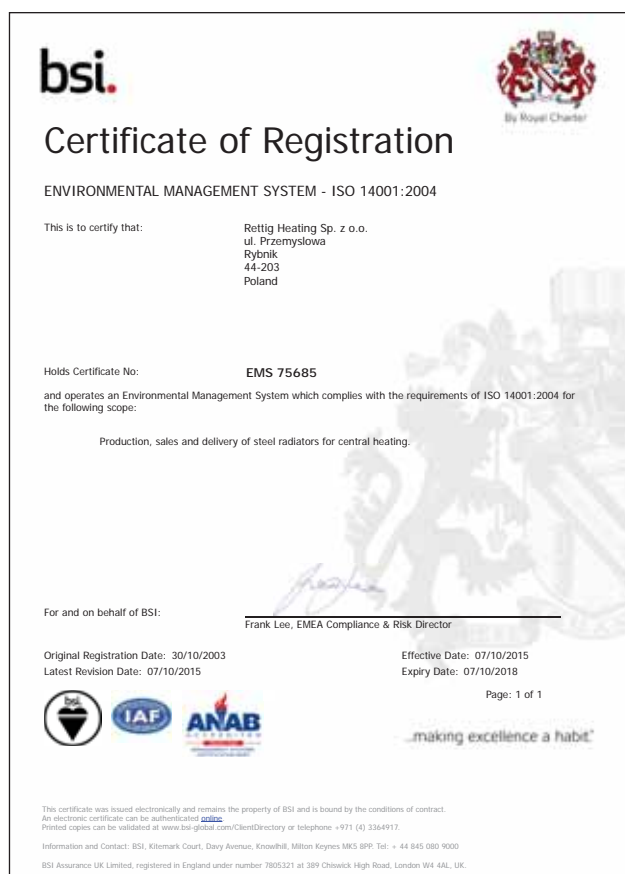 bsi.
By Royal Charter
Certificate of Registration
ENVIRONMENTAL MANAGEMENT SYSTEM - ISO 14001:2004
This is to certify that:
Rettig Heating Sp. z o.o.
ul. Przemyslowa
Rybnik
44-203
Poland
Holds Certificate No:
EMS 75685
and operates an Environmental Management System which complies with the requirements of ISO 14001:2004 for
the following scope:
Production, sales and delivery of steel radiators for central heating.
For and on behalf of BSI:
Frank Lee, EMEA Compliance & Risk Director
Original Registration Date: 30/10/2003
Effective Date: 07/10/2015
Latest Revision Date: 07/10/2015
Expiry Date: 07/10/2018
Page: 1 of 1
bsi.
IAF
ANAB
ACCREDITED
...making excellence a habit.™
This certificate was issued electronically and remains the property of BSI and is bound by the conditions of contract.
An electronic certificate can be authenticated online.
Printed copies can be validated at www.bsi-global.com/ClientDirectory or telephone +971 (4) 3364917.
Information and Contact: BSI, Kitemark Court, Davy Avenue, Knowlhill, Milton Keynes MK5 8PP. Tel: + 44 845 080 9000
BSI Assurance UK Limited, registered in England under number 7805321 at 389 Chiswick High Road, London W4 4AL, UK.